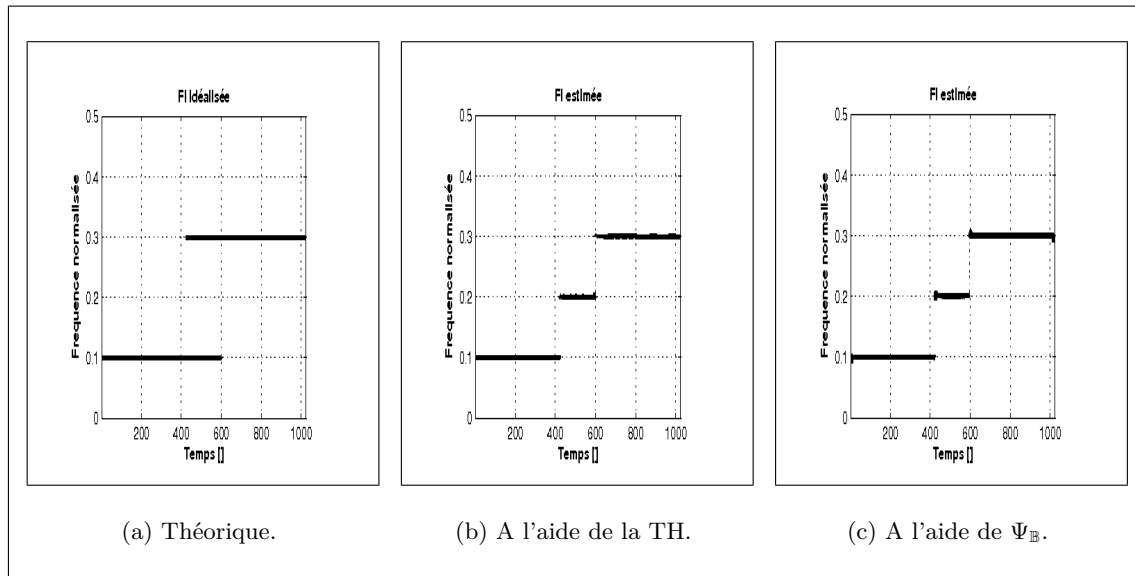 FI idéalisée
0.5
0.4
0.3
0.2
0.1
0
Frequence normalisée
200 400 600 800 1000
Temps []
(a) Théorique.
FI estimée
0.5
0.4
0.3
0.2
0.1
0
Frequence normalisée
200 400 600 800 1000
Temps []
(b) A l'aide de la TH.
FI estimée
0.5
0.4
0.3
0.2
0.1
0
Frequence normalisée
200 400 600 800 1000
Temps []
(c) A l'aide de Ψ𝔹.